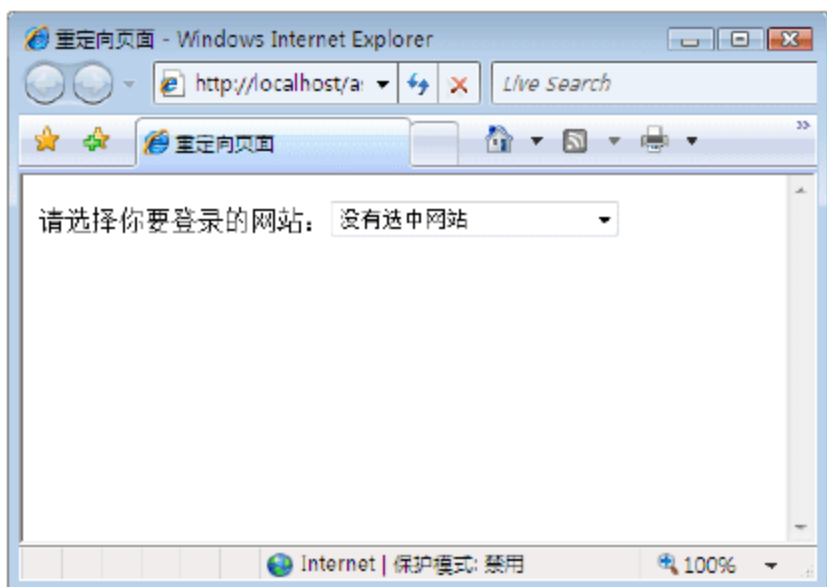 重定向页面 - Windows Internet Explorer
http://localhost/a
Live Search
重定向页面
请选择你要登录的网站： 没有选中网站
Internet | 保护模式: 禁用
100%